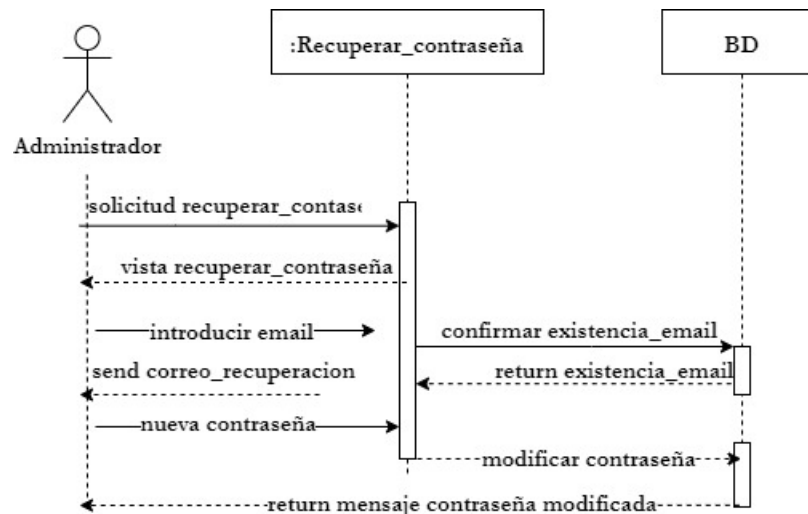 :Recuperar_contraseña
BD
Administrador
solicitud recuperar_contase
vista recuperar_contraseña
introducir email
confirmar existencia_email
send correo_recuperacion
return existencia_email
nueva contraseña
modificar contraseña
return mensaje contraseña modificada